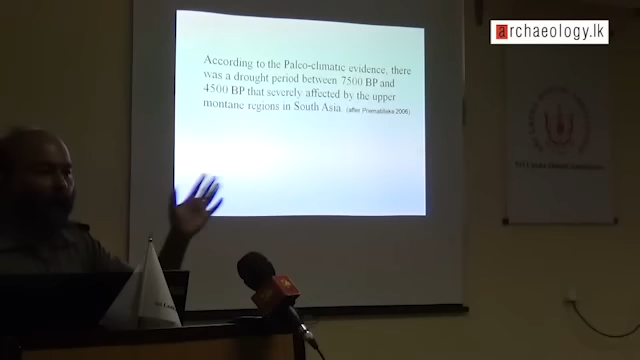 archaeology.lk
According to the Paleo-climatic evidence, there
was a drought period between 7500 BP and
4500 BP that severely affected by the upper
montane regions in South Asia. (after Premathilake 2006)